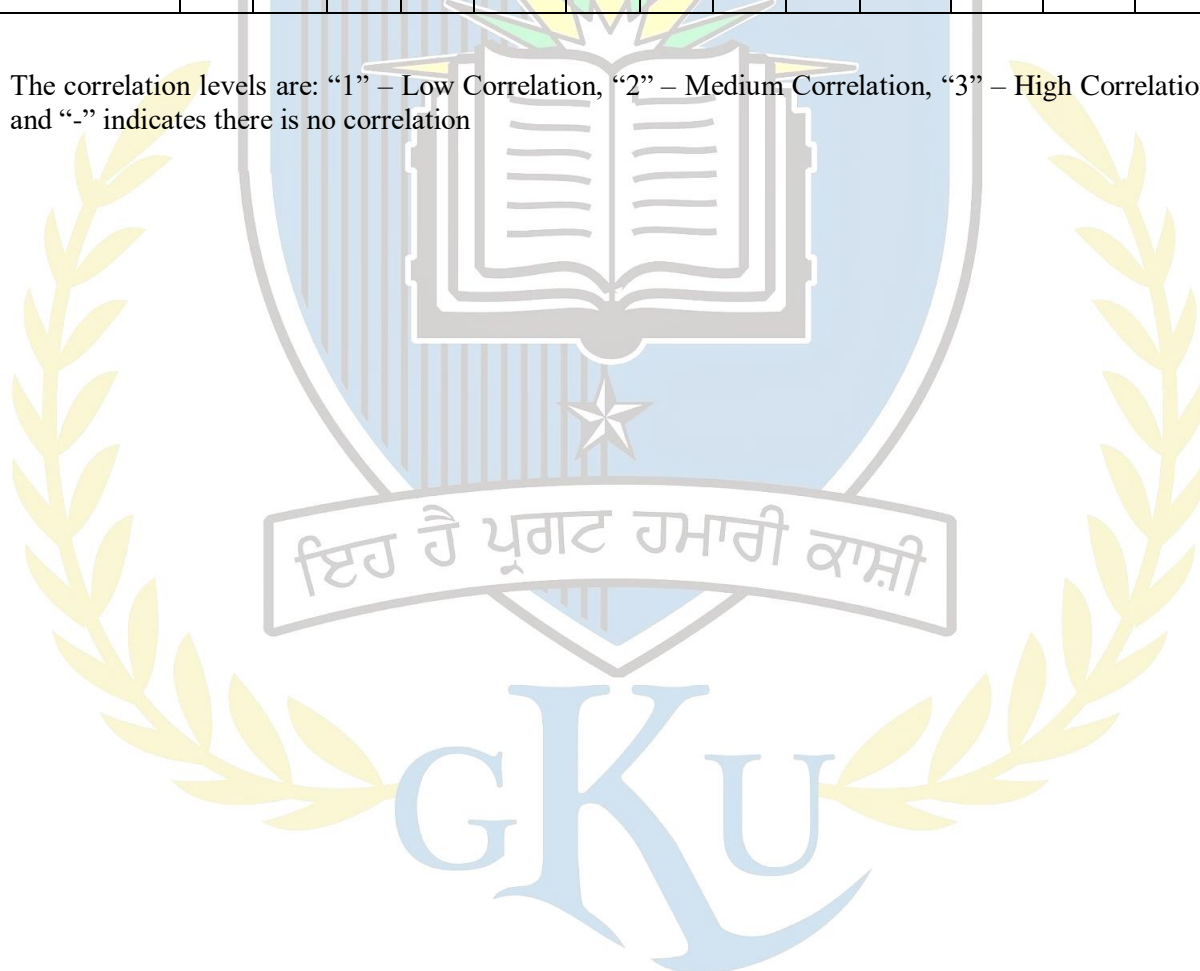 The correlation levels are: “1” – Low Correlation, “2” – Medium Correlation, “3” – High Correlatio
and “-” indicates there is no correlation
ਇਹ ਹੈ ਪ੍ਰਗਟ ਹਮਾਰੀ ਕਾਸ਼ੀ
GKU